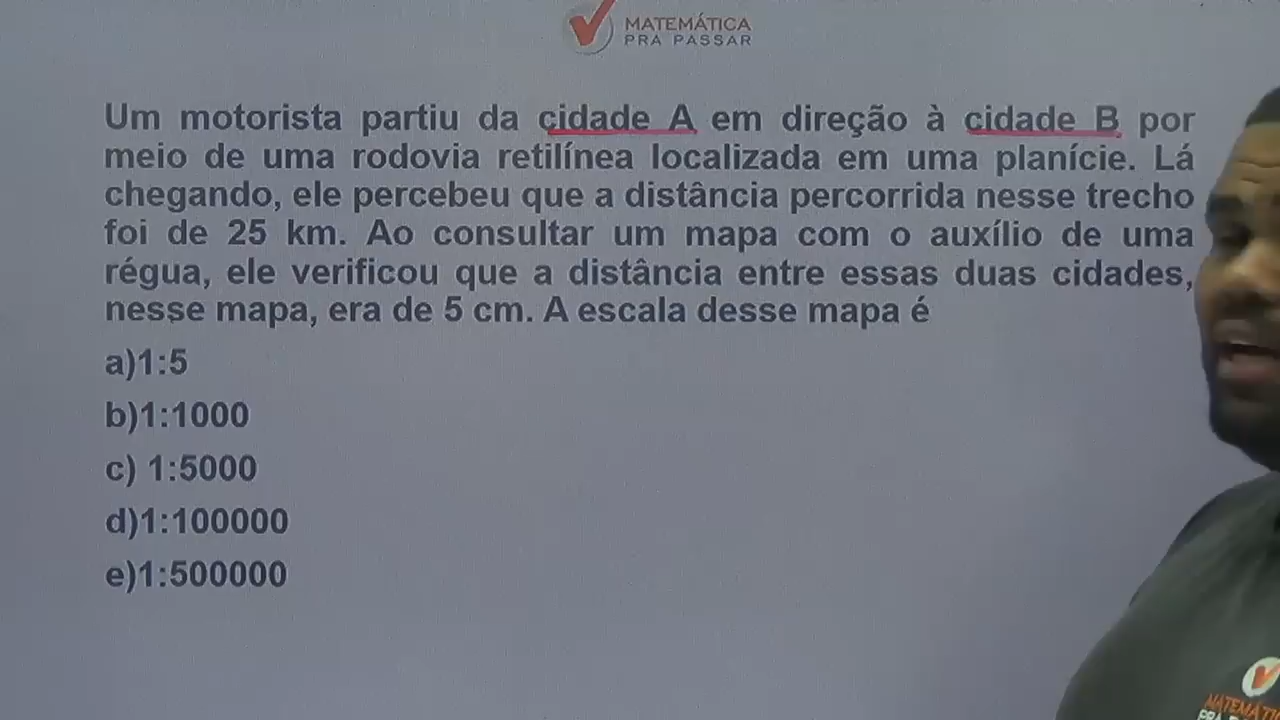 MATEMÁTICA
PRA PASSAR
Um motorista partiu da cidade A em direção à cidade B por
meio de uma rodovia retilínea localizada em uma planície. Lá
chegando, ele percebeu que a distância percorrida nesse trecho
foi de 25 km. Ao consultar um mapa com o auxílio de uma
régua, ele verificou que a distância entre essas duas cidades,
nesse mapa, era de 5 cm. A escala desse mapa é
a)1:5
b)1:1000
c) 1:5000
d)1:100000
e)1:500000